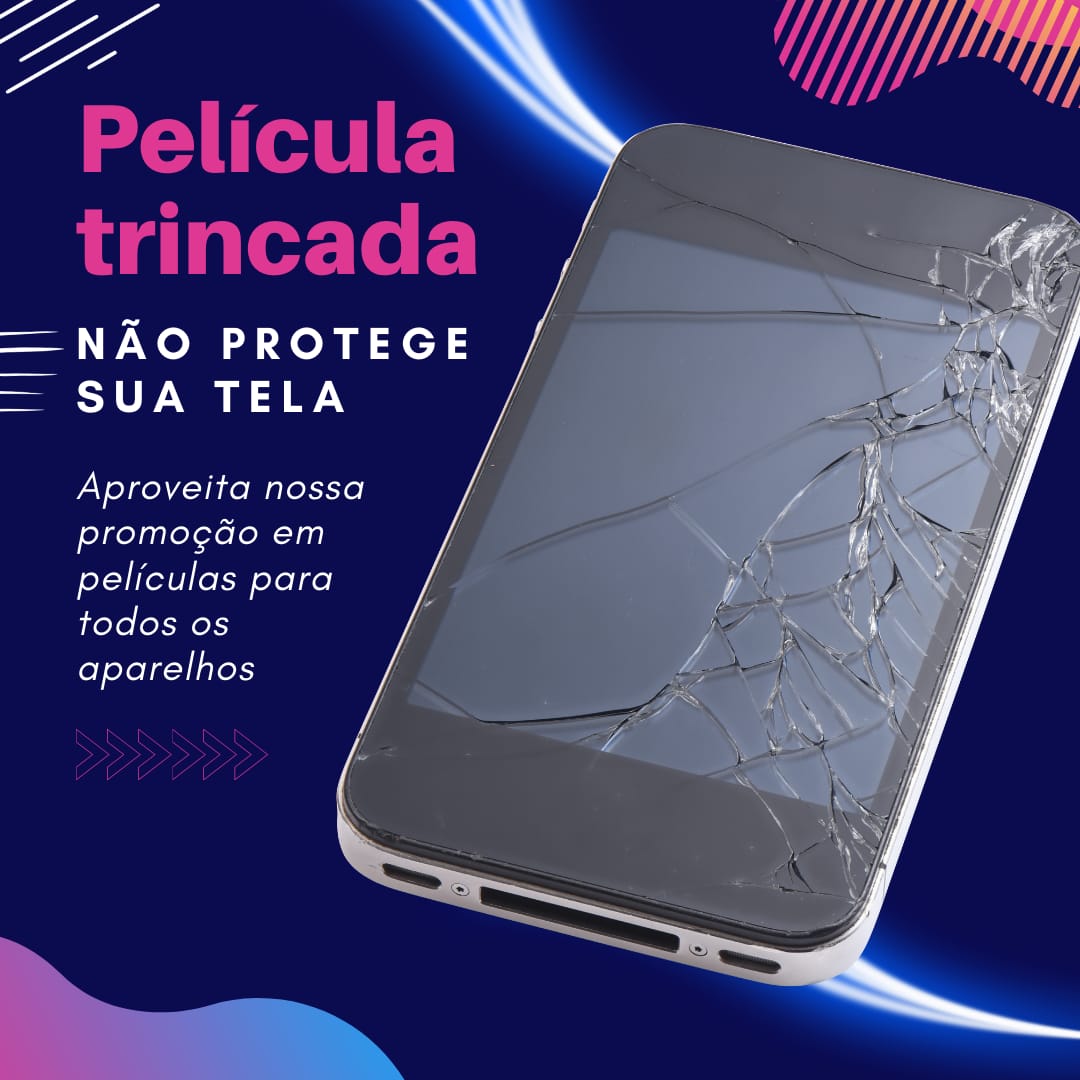 Película
trincada
NÃO PROTEGE
SUA TELA
Aproveita nossa
promoção em
películas para
todos os
aparelhos